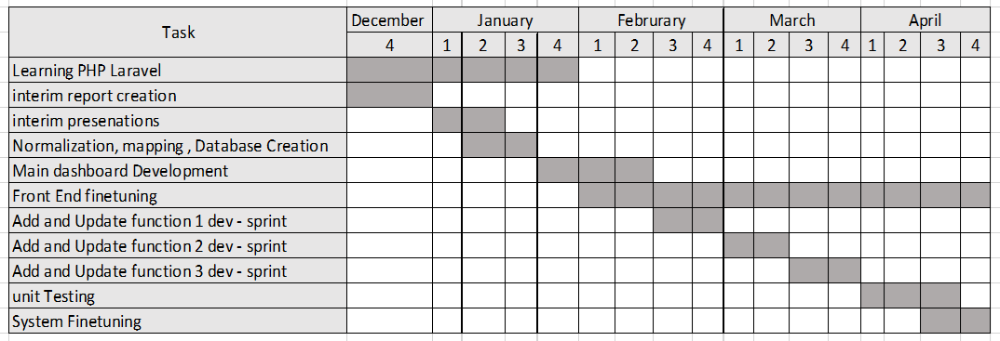 Task December January Februrary March April
4 1 2 3 4 1 2 3 4 1 2 3 4 1 2 3 4
Learning PHP Laravel
interim report creation
interim presenations
Normalization, mapping , Database Creation
Main dashboard Development
Front End finetuning
Add and Update function 1 dev - sprint
Add and Update function 2 dev - sprint
Add and Update function 3 dev - sprint
unit Testing
System Finetuning